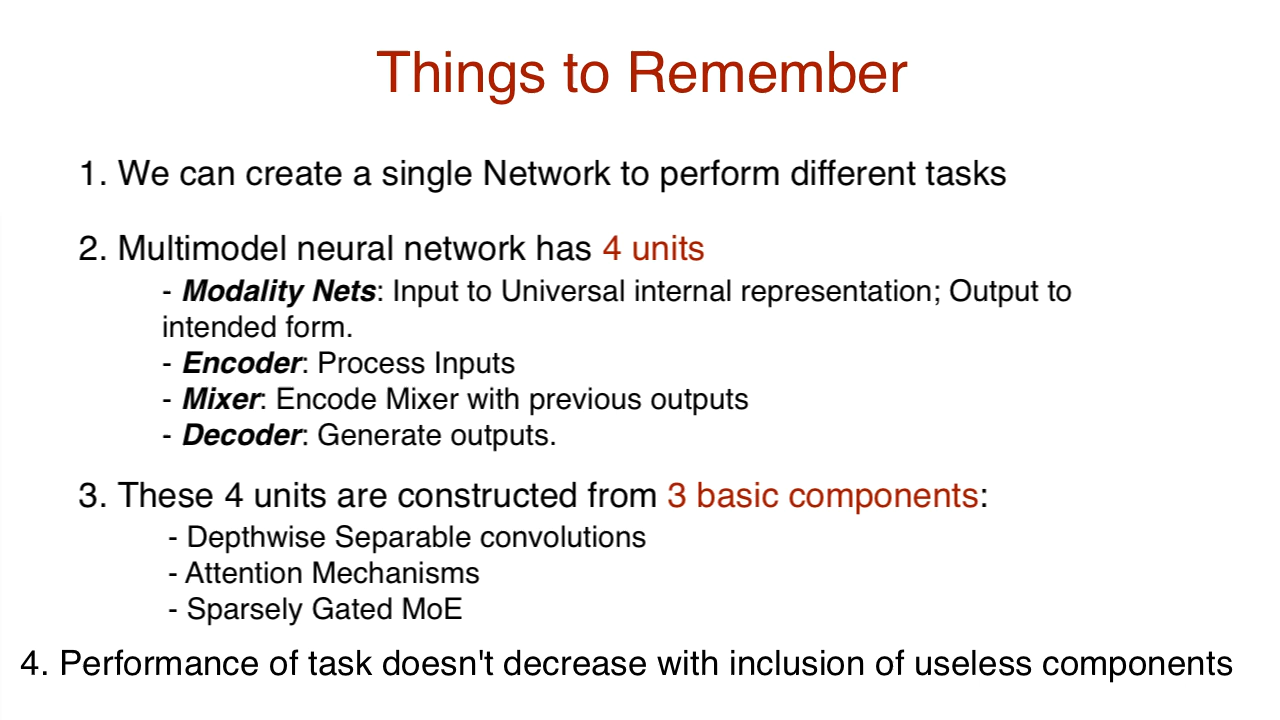 Things to Remember
1. We can create a single Network to perform different tasks
2. Multimodel neural network has 4 units
- Modality Nets: Input to Universal internal representation; Output to
intended form.
- Encoder: Process Inputs
- Mixer: Encode Mixer with previous outputs
- Decoder: Generate outputs.
3. These 4 units are constructed from 3 basic components:
- Depthwise Separable convolutions
- Attention Mechanisms
- Sparsely Gated MoE
4. Performance of task doesn't decrease with inclusion of useless components